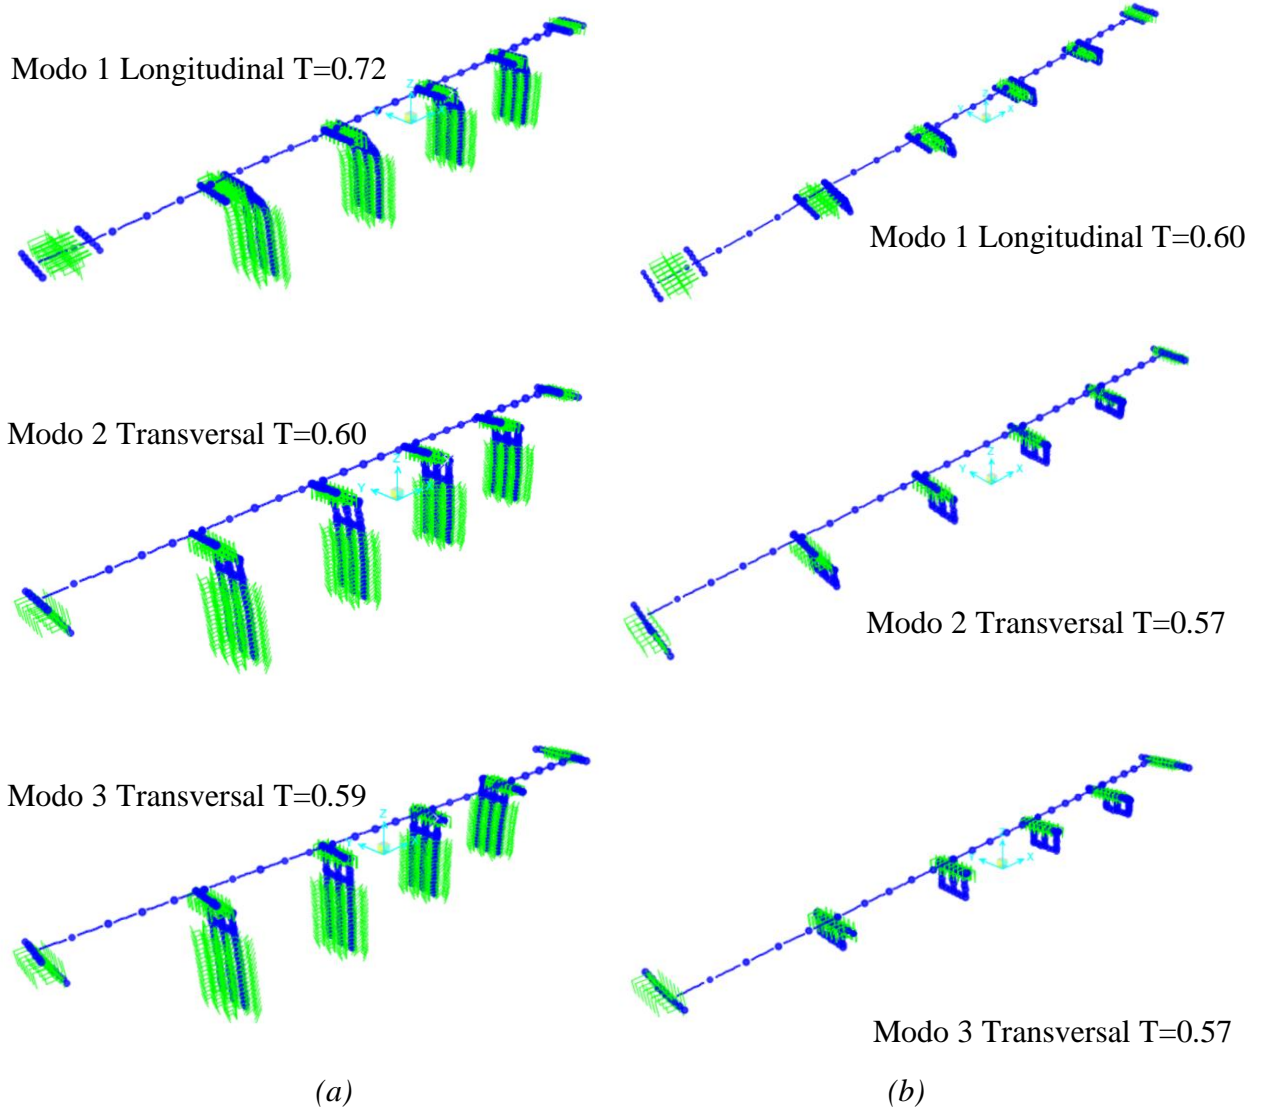 Modo 1 Longitudinal T=0.72
Modo 1 Longitudinal T=0.60
Modo 2 Transversal T=0.60
Modo 2 Transversal T=0.57
Modo 3 Transversal T=0.59
Modo 3 Transversal T=0.57
(a)
(b)